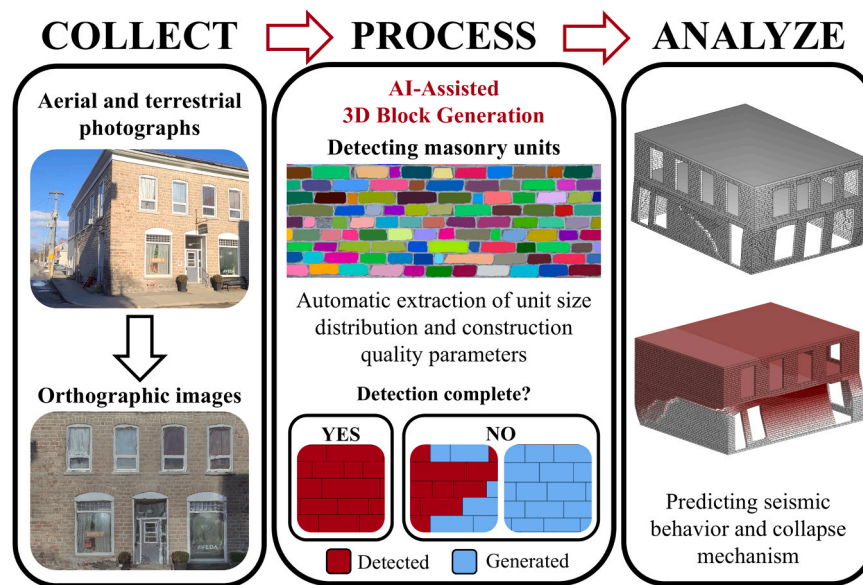 COLLECT
PROCESS
ANALYZE
Aerial and terrestrial
photographs
AVEDA
Orthographic images
AVEDA
AI-Assisted
3D Block Generation
Detecting masonry units
Automatic extraction of unit size
distribution and construction
quality parameters
Detection complete?
YES
NO
Detected
Generated
Predicting seismic
behavior and collapse
mechanism